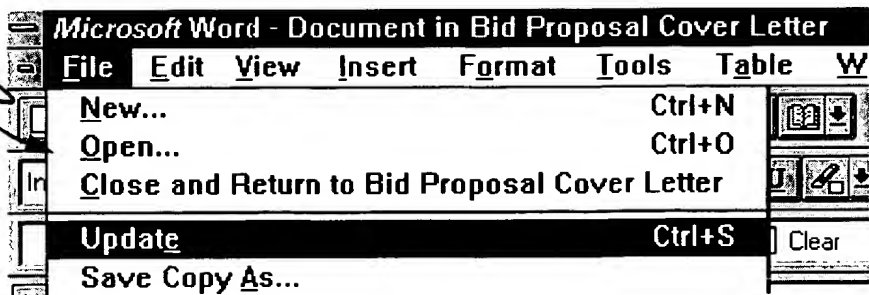 Microsoft Word - Document in Bid Proposal Cover Letter
File Edit View Insert Format Tools Table W
New... Ctrl+N
Open... Ctrl+O
In Close and Return to Bid Proposal Cover Letter U
Update Ctrl+S Clear
Save Copy As...